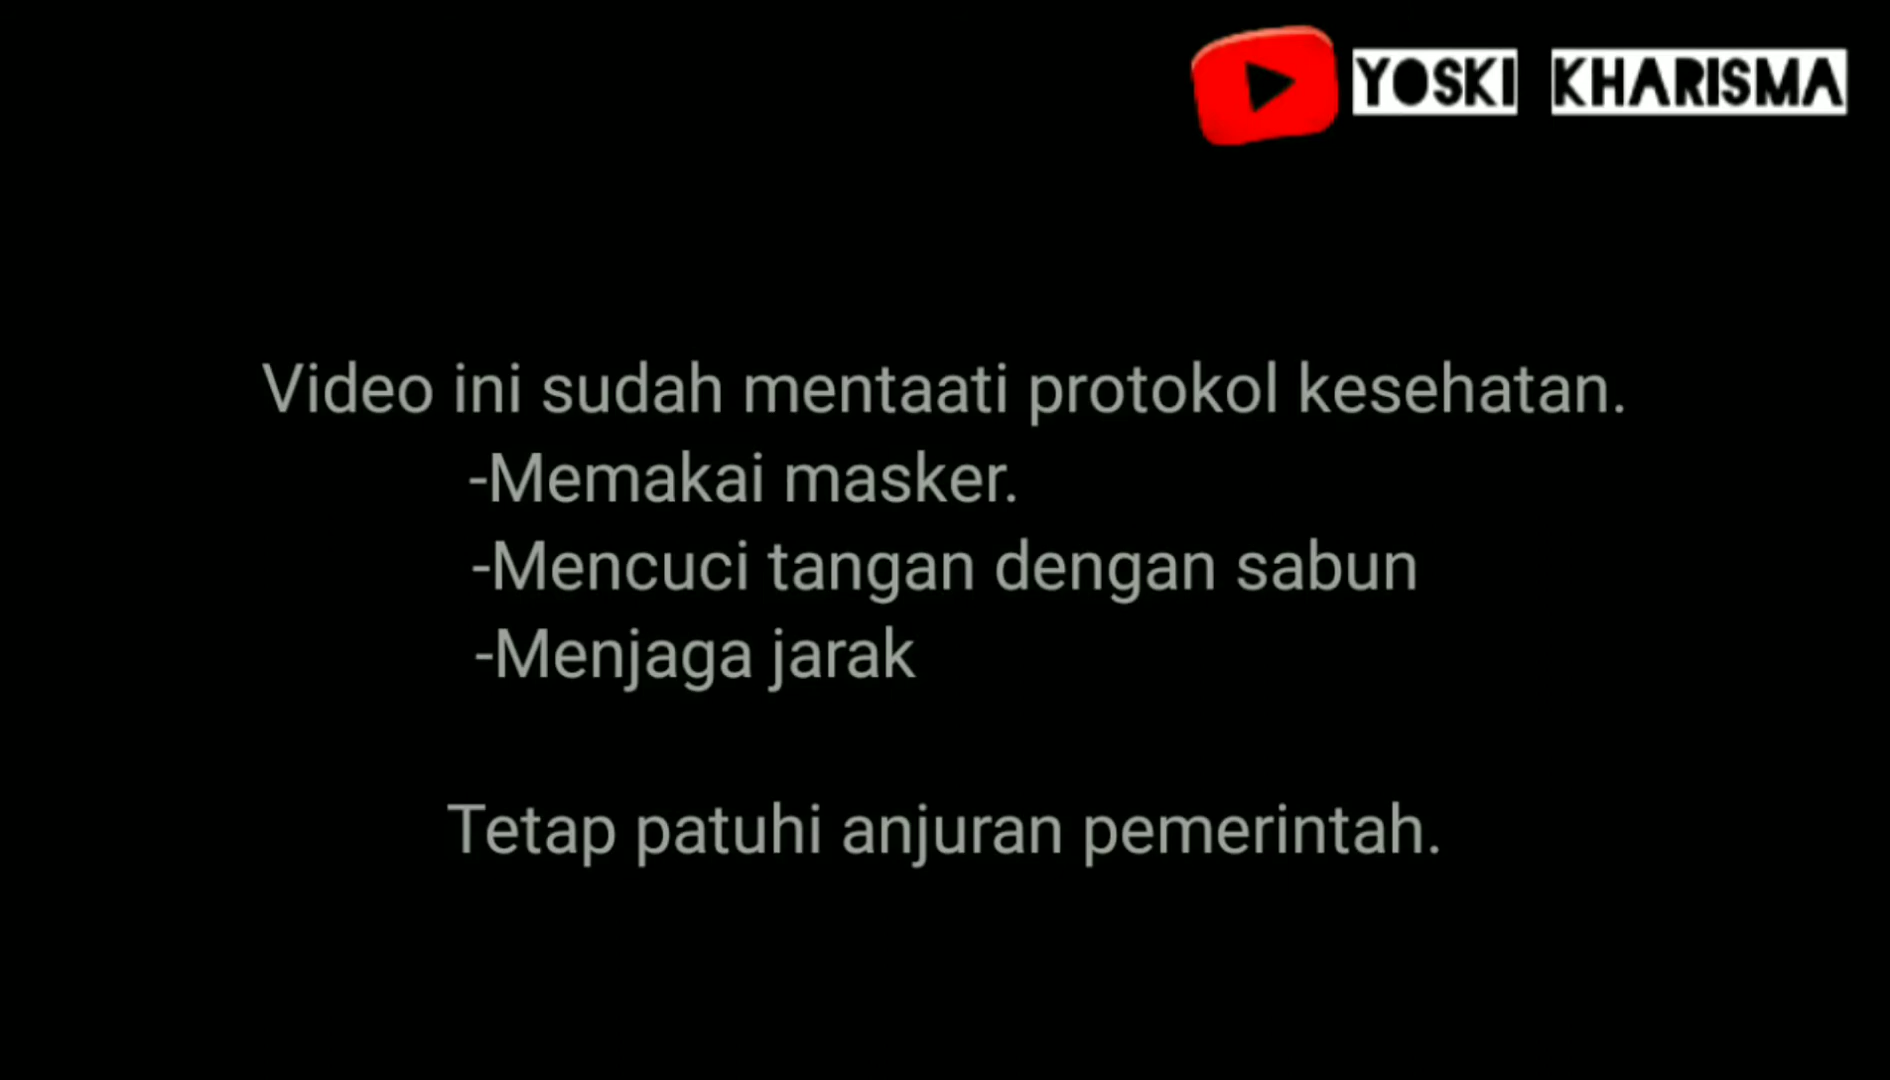 YOSKI KHARISMA
Video ini sudah mentaati protokol kesehatan.
-Memakai masker.
-Mencuci tangan dengan sabun
-Menjaga jarak
Tetap patuhi anjuran pemerintah.